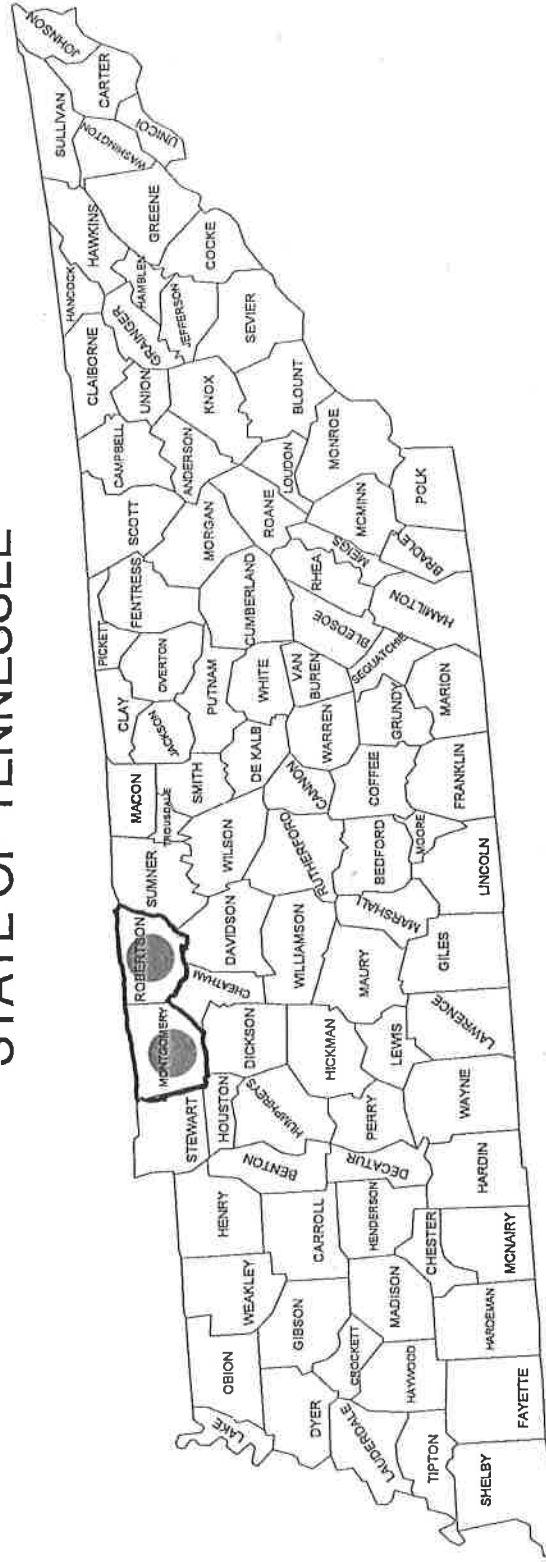 STATE OF TENNESSEE
JOHNSON
SULLIVAN
CARTER
WASHINGTON
UNICOI
HANCOCK
HAWKINS
GREENE
HAMBLEN
COCKE
CLAIBORNE
GRAINGER
JEFFERSON
UNION
SEVIER
KNOX
CAMPBELL
ANDERSON
BLOUNT
LOUDON
MONROE
SCOTT
MORGAN
ROANE
MCMINN
POLK
MEIGS
BRADLEY
RHEA
PICKETT
FENTRESS
CUMBERLAND
HAMILTON
BLEDSOE
OVERTON
CLAY
PUTNAM
WHITE
VAN
BUREN
SEQUATCHIE
JACKSON
MARION
GRUNDY
WARREN
DE KALB
SMITH
MACON
TROUSDALE
CANNON
COFFEE
FRANKLIN
SUMNER
WILSON
RUTHERFORD
BEDFORD
MOORE
LINCOLN
MARSHALL
ROBERTSON
DAVIDSON
WILLIAMSON
CHEATHAM
MAURY
GILES
MONTGOMERY
DICKSON
HICKMAN
LEWIS
LAWRENCE
STEWART
HOUSTON
HUMPHREYS
PERRY
WAYNE
BENTON
DECATUR
HARDIN
HENRY
CARROLL
HENDERSON
CHESTER
MCNAIRY
WEAKLEY
GIBSON
MADISON
HARDEMAN
OBION
CROCKETT
HAYWOOD
LAKE
DYER
LAUDERDALE
TIPTON
FAYETTE
SHELBY